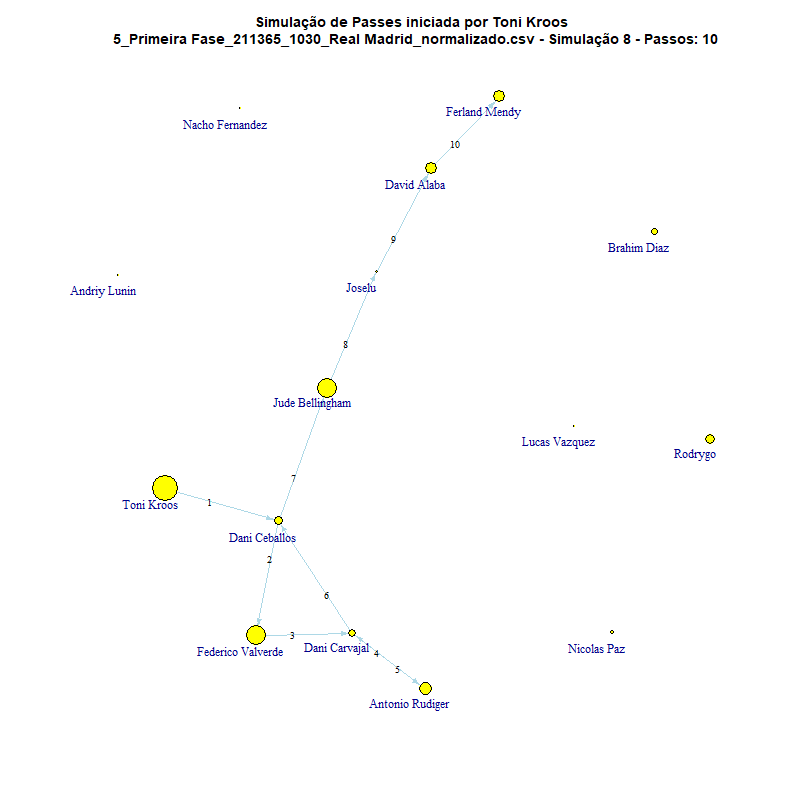 Simulação de Passes iniciada por Toni Kroos
5_Primeira Fase_211365_1030_Real Madrid_normalizado.csv - Simulação 8 - Passos: 10
Ferland Mendy
Nacho Fernandez
10
David Alaba
9
Brahim Diaz
Joselu
Andriy Lunin
8
Jude Bellingham
Lucas Vazquez
Rodrygo
7
Toni Kroos
1
Dani Ceballos
2
6
3
Federico Valverde
Dani Carvajal
4
Nicolas Paz
5
Antonio Rudiger